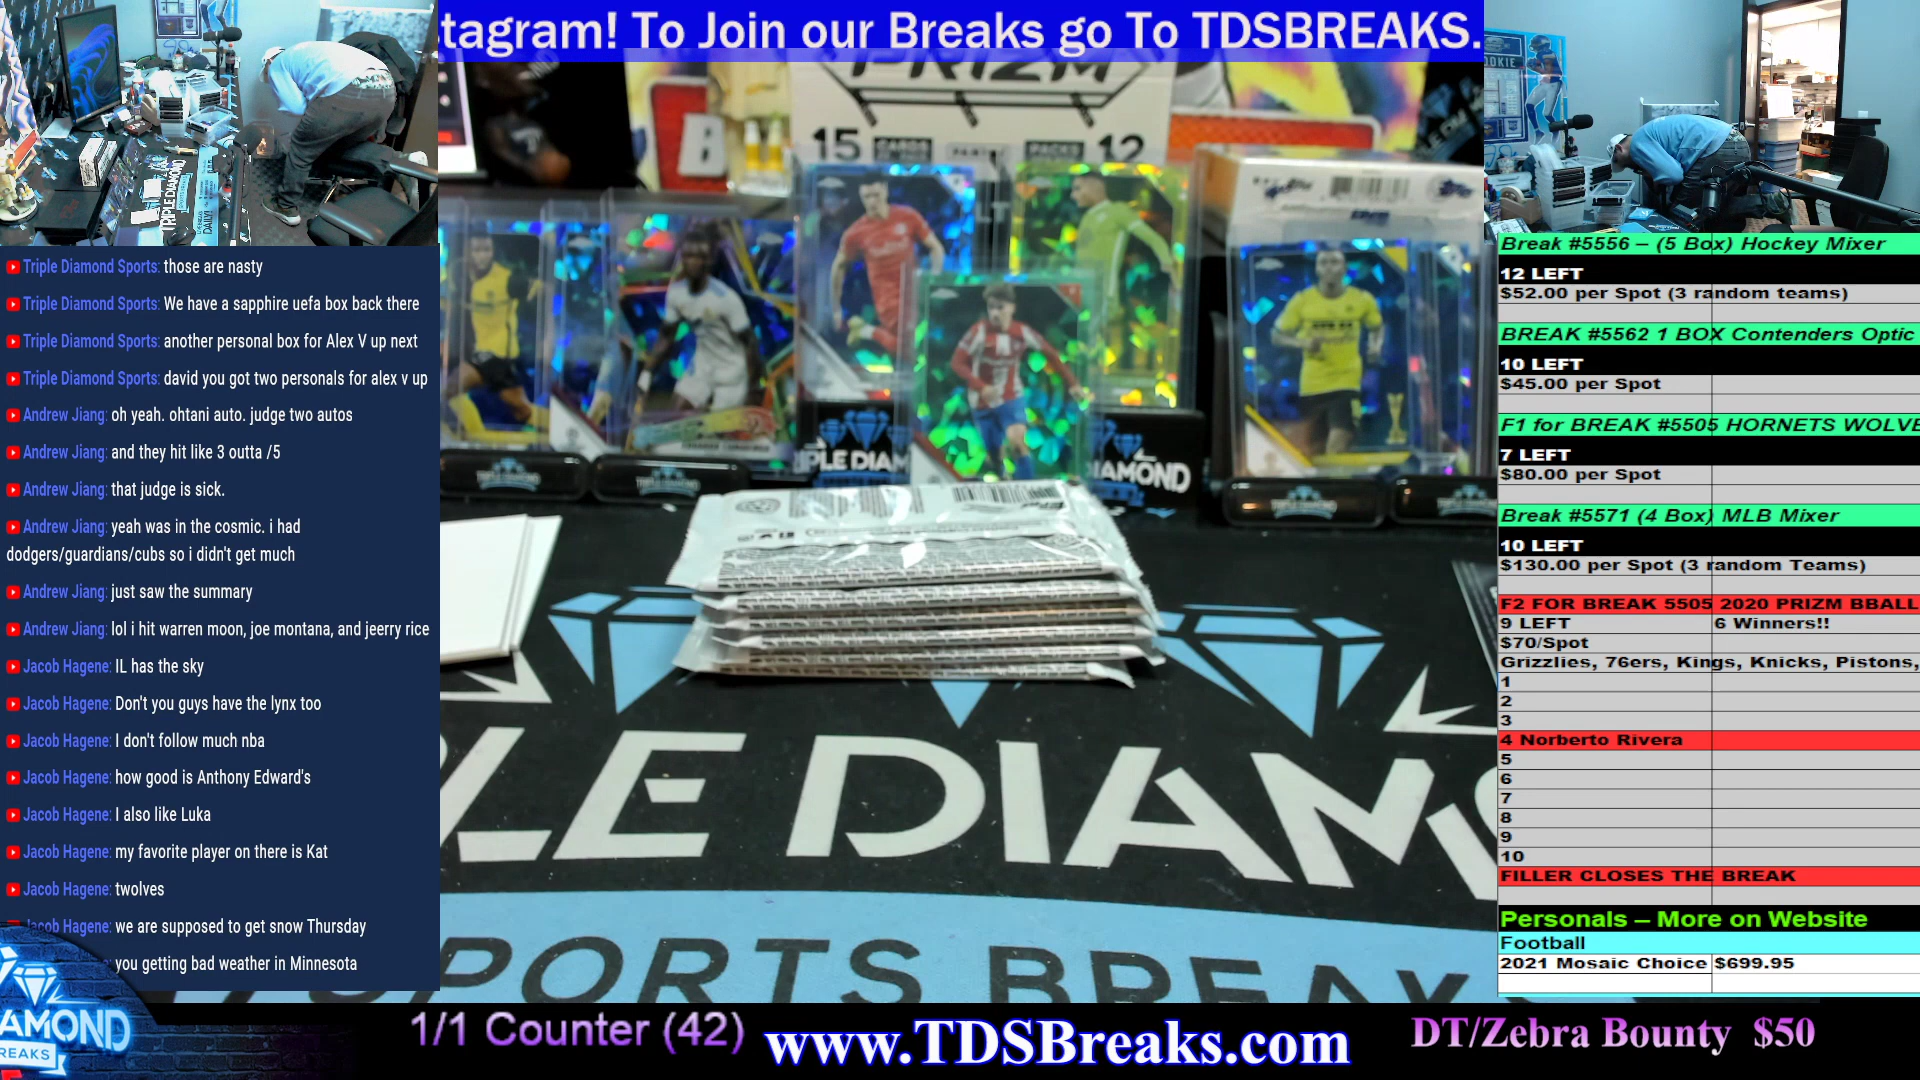 tagram! To Join our Breaks go To TDSBREAKS.
PRIZM
15 CARDS
PACKS 12
Triple Diamond Sports: those are nasty
Triple Diamond Sports: We have a sapphire uefa box back there
Triple Diamond Sports: another personal box for Alex V up next
Triple Diamond Sports: david you got two personals for alex v up
Andrew Jiang: oh yeah. ohtani auto. judge two autos
Andrew Jiang: and they hit like 3 outta /5
Andrew Jiang: that judge is sick.
Andrew Jiang: yeah was in the cosmic. i had
dodgers/guardians/cubs so i didn't get much
Andrew Jiang: just saw the summary
Andrew Jiang: lol i hit warren moon, joe montana, and jeerry rice
Jacob Hagene: IL has the sky
Jacob Hagene: Don't you guys have the lynx too
Jacob Hagene: I don't follow much nba
Jacob Hagene: how good is Anthony Edward's
Jacob Hagene: I also like Luka
Jacob Hagene: my favorite player on there is Kat
Jacob Hagene: twolves
Jacob Hagene: we are supposed to get snow Thursday
you getting bad weather in Minnesota
PLE DIAM
AMOND
LE DIAM
SPORTS BREAK
Break #5556 – (5 Box) Hockey Mixer
12 LEFT
$52.00 per Spot (3 random teams)
BREAK #5562 1 BOX Contenders Optic
10 LEFT
$45.00 per Spot
F1 for BREAK #5505 HORNETS WOLVE
7 LEFT
$80.00 per Spot
Break #5571 (4 Box) MLB Mixer
10 LEFT
$130.00 per Spot (3 random Teams)
F2 FOR BREAK 5505 2020 PRIZM BBALL
9 LEFT 6 Winners!!
$70/Spot
Grizzlies, 76ers, Kings, Knicks, Pistons,
1
2
3
4 Norberto Rivera
5
6
7
8
9
10
FILLER CLOSES THE BREAK
Personals – More on Website
Football
2021 Mosaic Choice $699.95
AMOND
REAKS
1/1 Counter (42)
www.TDSBreaks.com
DT/Zebra Bounty $50